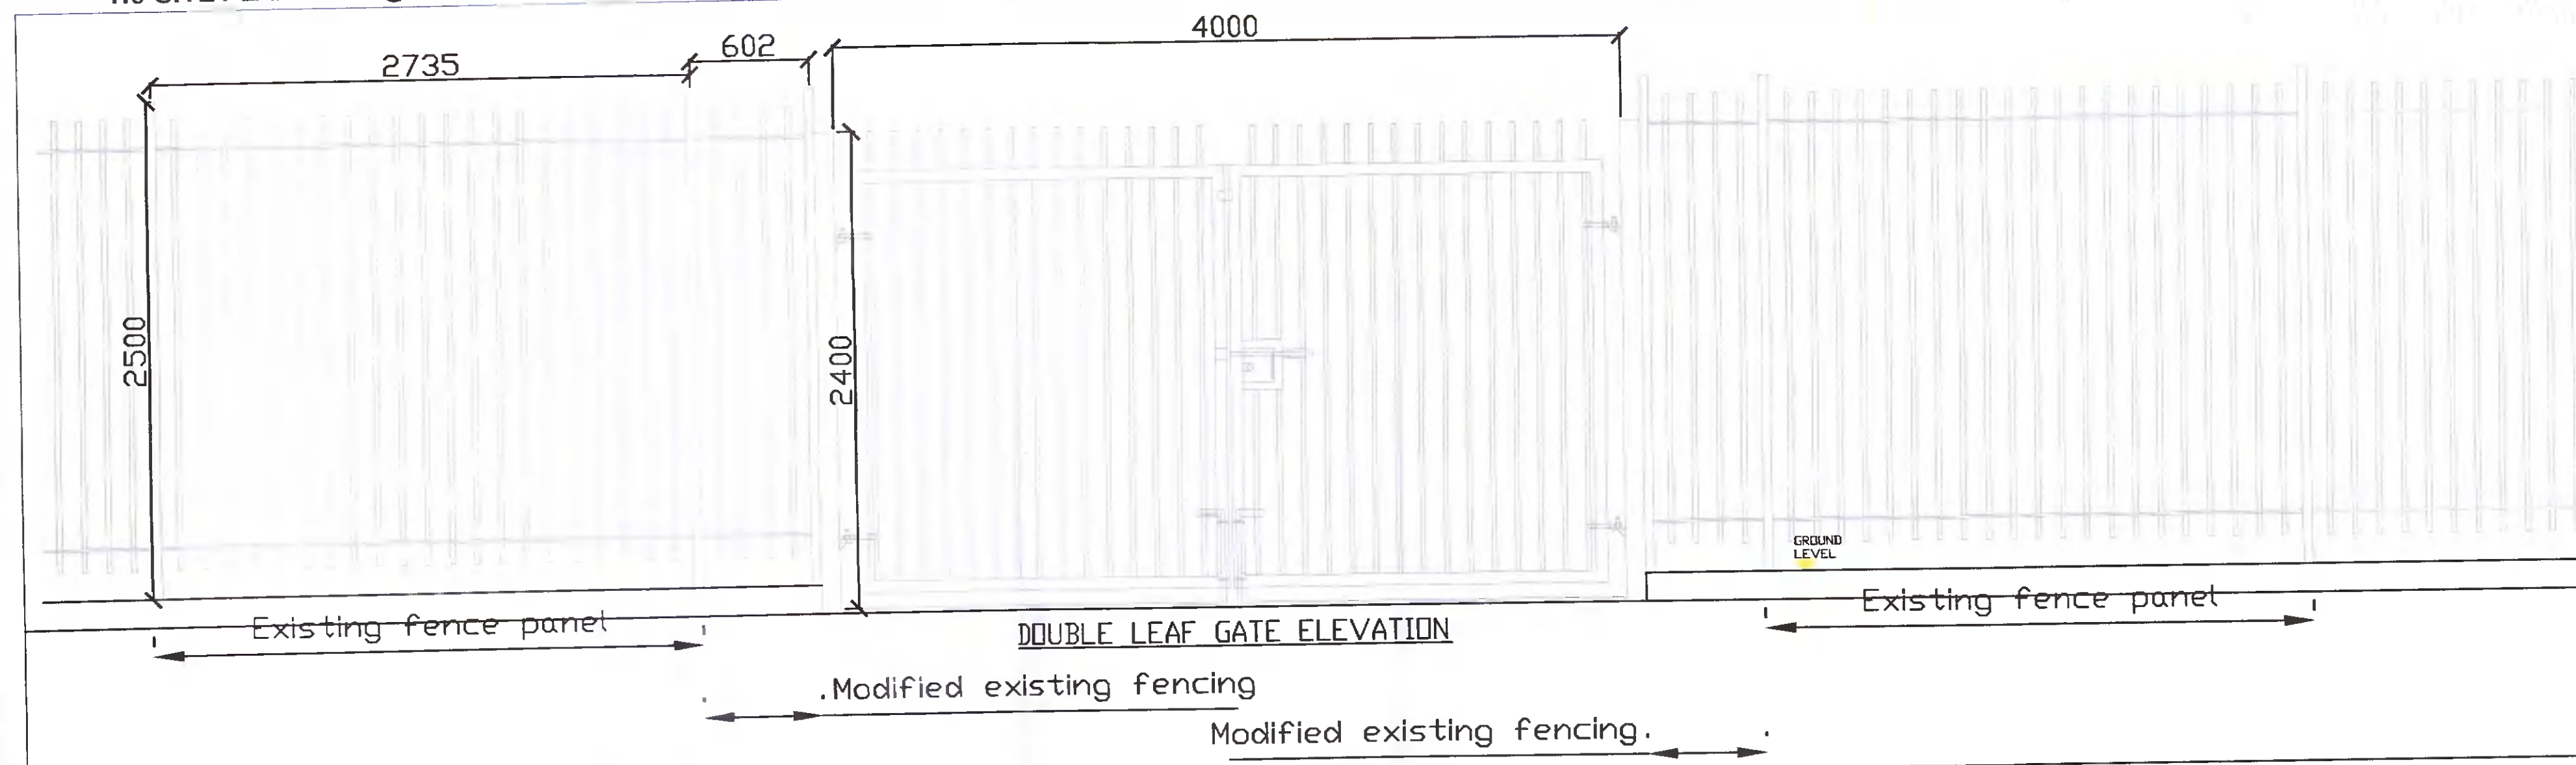 4000
602
2735
2500
2400
GROUND
LEVEL
Existing fence panel
Existing fence panel
DOUBLE LEAF GATE ELEVATION
Modified existing fencing
Modified existing fencing